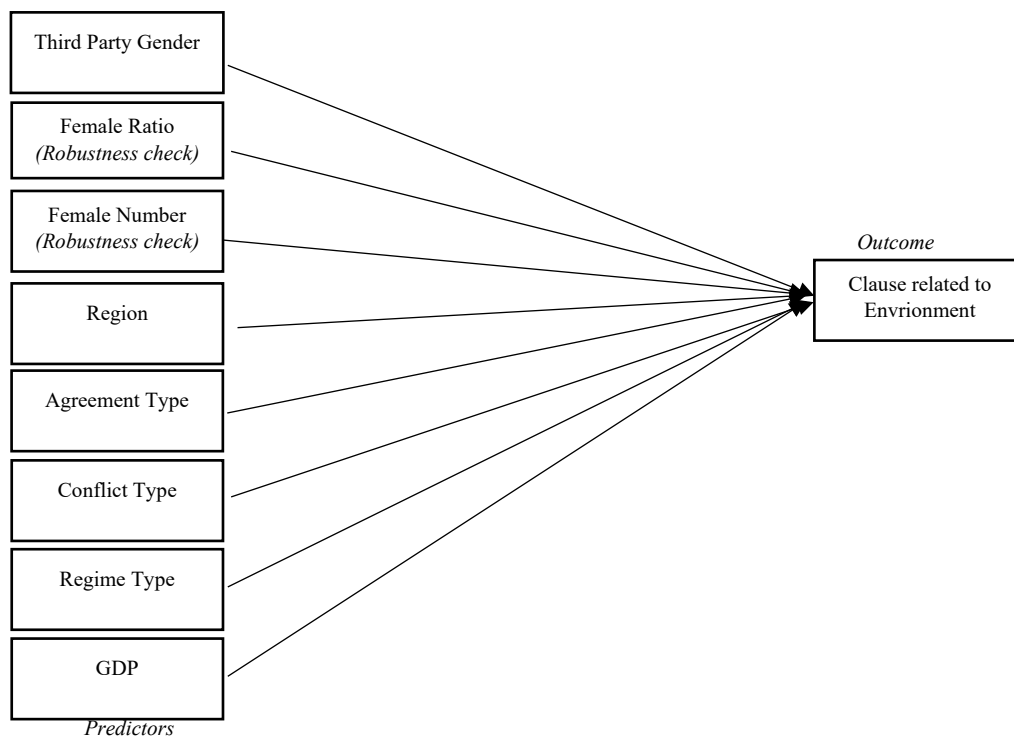 Third Party Gender
Female Ratio
(Robustness check)
Female Number
(Robustness check)
Region
Agreement Type
Conflict Type
Regime Type
GDP
Predictors
Outcome
Clause related to
Envrionment